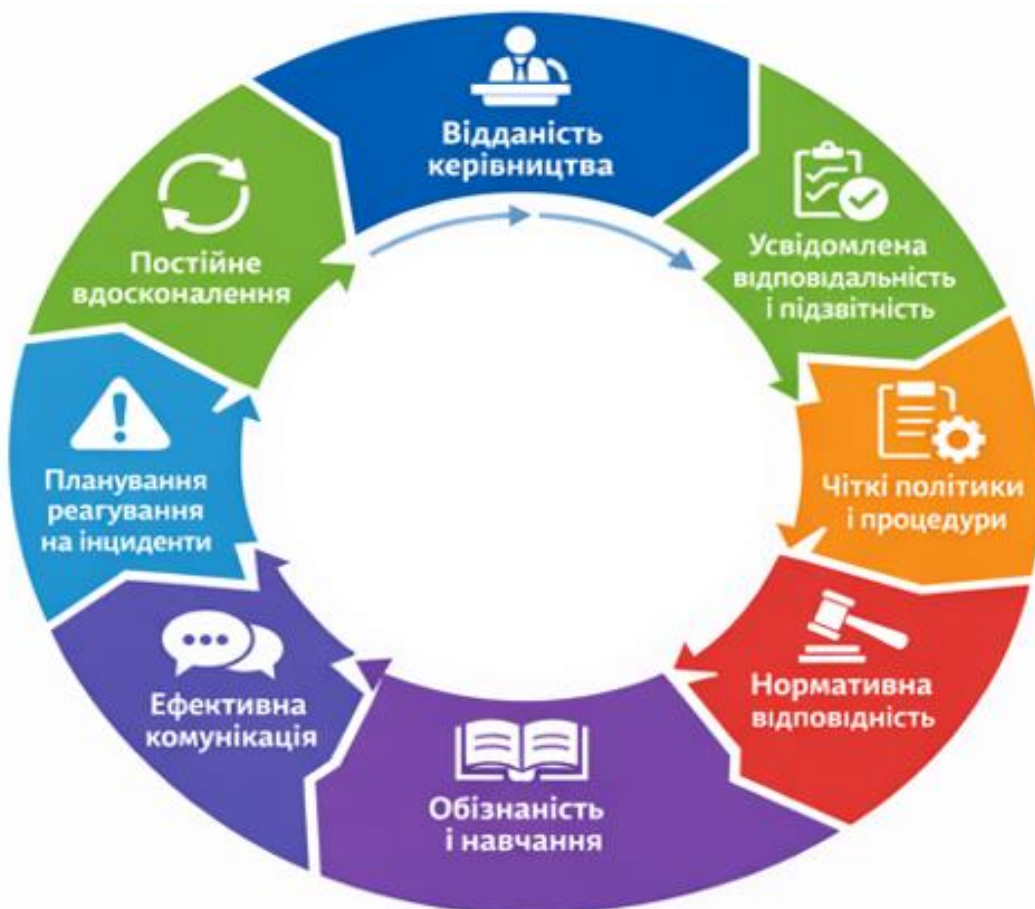 Відданість
керівництва
Усвідомлена
відповідальність
і підзвітність
Чіткі політики
і процедури
Нормативна
відповідність
Обізнаність
і навчання
Ефективна
комунікація
Планування
реагування
на інциденти
Постійне
вдосконалення